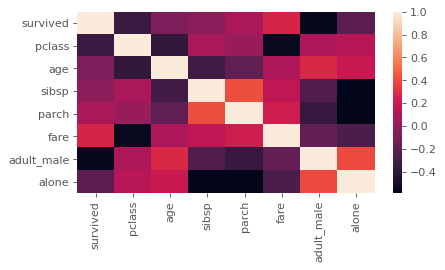 survived
pclass
age
sibsp
parch
fare
adult_male
alone
survived
pclass
age
sibsp
parch
fare
adult_male
alone
1.0
0.8
0.6
0.4
0.2
0.0
−0.2
−0.4